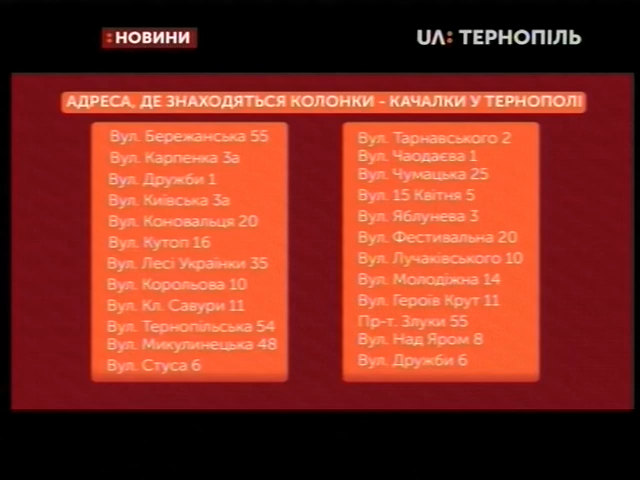 :НОВИНИ
UA: ТЕРНОПІЛЬ
АДРЕСА, ДЕ ЗНАХОДЯТЬСЯ КОЛОНКИ - КАЧАЛКИ У ТЕРНОПОЛІ
Вул. Бережанська 55
Вул. Карпенка 3а
Вул. Дружби 1
Вул. Київська 3а
Вул. Коновальця 20
Вул. Кутоп 16
Вул. Лесі Українки 35
Вул. Корольова 10
Вул. Кл. Савури 11
Вул. Тернопільська 54
Вул. Микулинецька 48
Вул. Стуса 6
Вул. Тарнавського 2
Вул. Чаодаєва 1
Вул. Чумацька 25
Вул. 15 Квітня 5
Вул. Яблунева 3
Вул. Фестивальна 20
Вул. Лучаківського 10
Вул. Молодіжна 14
Вул. Героїв Крут 11
Пр-т. Злуки 55
Вул. Над Яром 8
Вул. Дружби 6